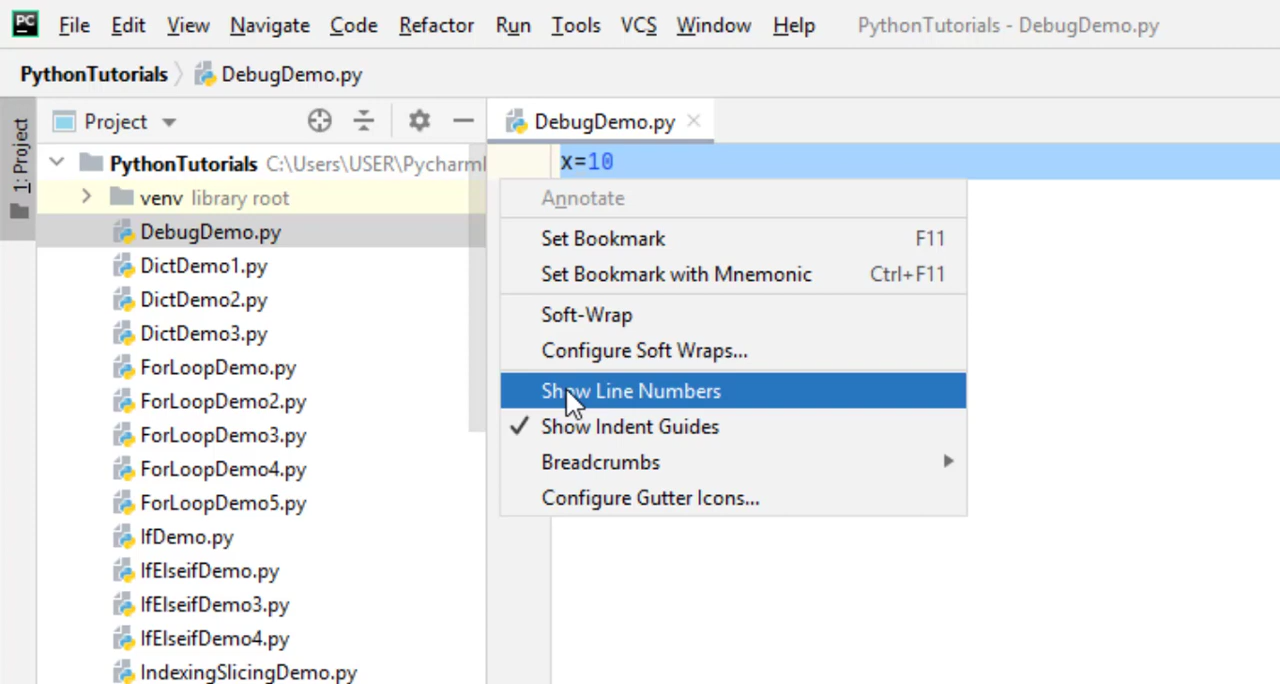 PC File Edit View Navigate Code Refactor Run Tools VCS Window Help PythonTutorials - DebugDemo.py
PythonTutorials DebugDemo.py
1: Project
Project
DebugDemo.py
PythonTutorials C:\Users\USER\Pycharm
venv library root
DebugDemo.py
DictDemo1.py
DictDemo2.py
DictDemo3.py
ForLoopDemo.py
ForLoopDemo2.py
ForLoopDemo3.py
ForLoopDemo4.py
ForLoopDemo5.py
IfDemo.py
IfElseifDemo.py
IfElseifDemo3.py
IfElseifDemo4.py
IndexingSlicingDemo.py
x=10
Annotate
Set Bookmark F11
Set Bookmark with Mnemonic Ctrl+F11
Soft-Wrap
Configure Soft Wraps...
Show Line Numbers
Show Indent Guides
Breadcrumbs
Configure Gutter Icons...